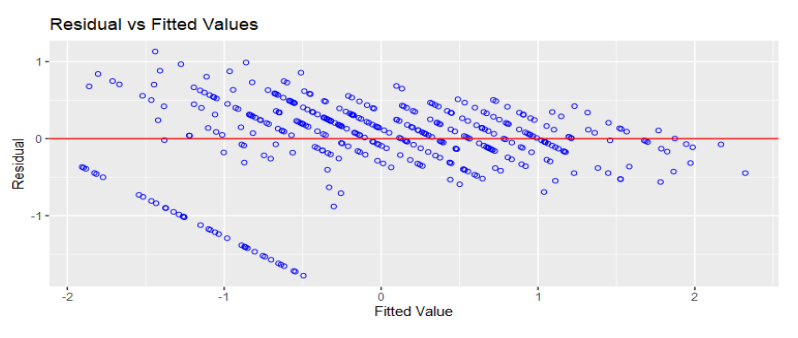 Residual vs Fitted Values
1
0
-1
Residual
-2
-1
0
1
2
Fitted Value